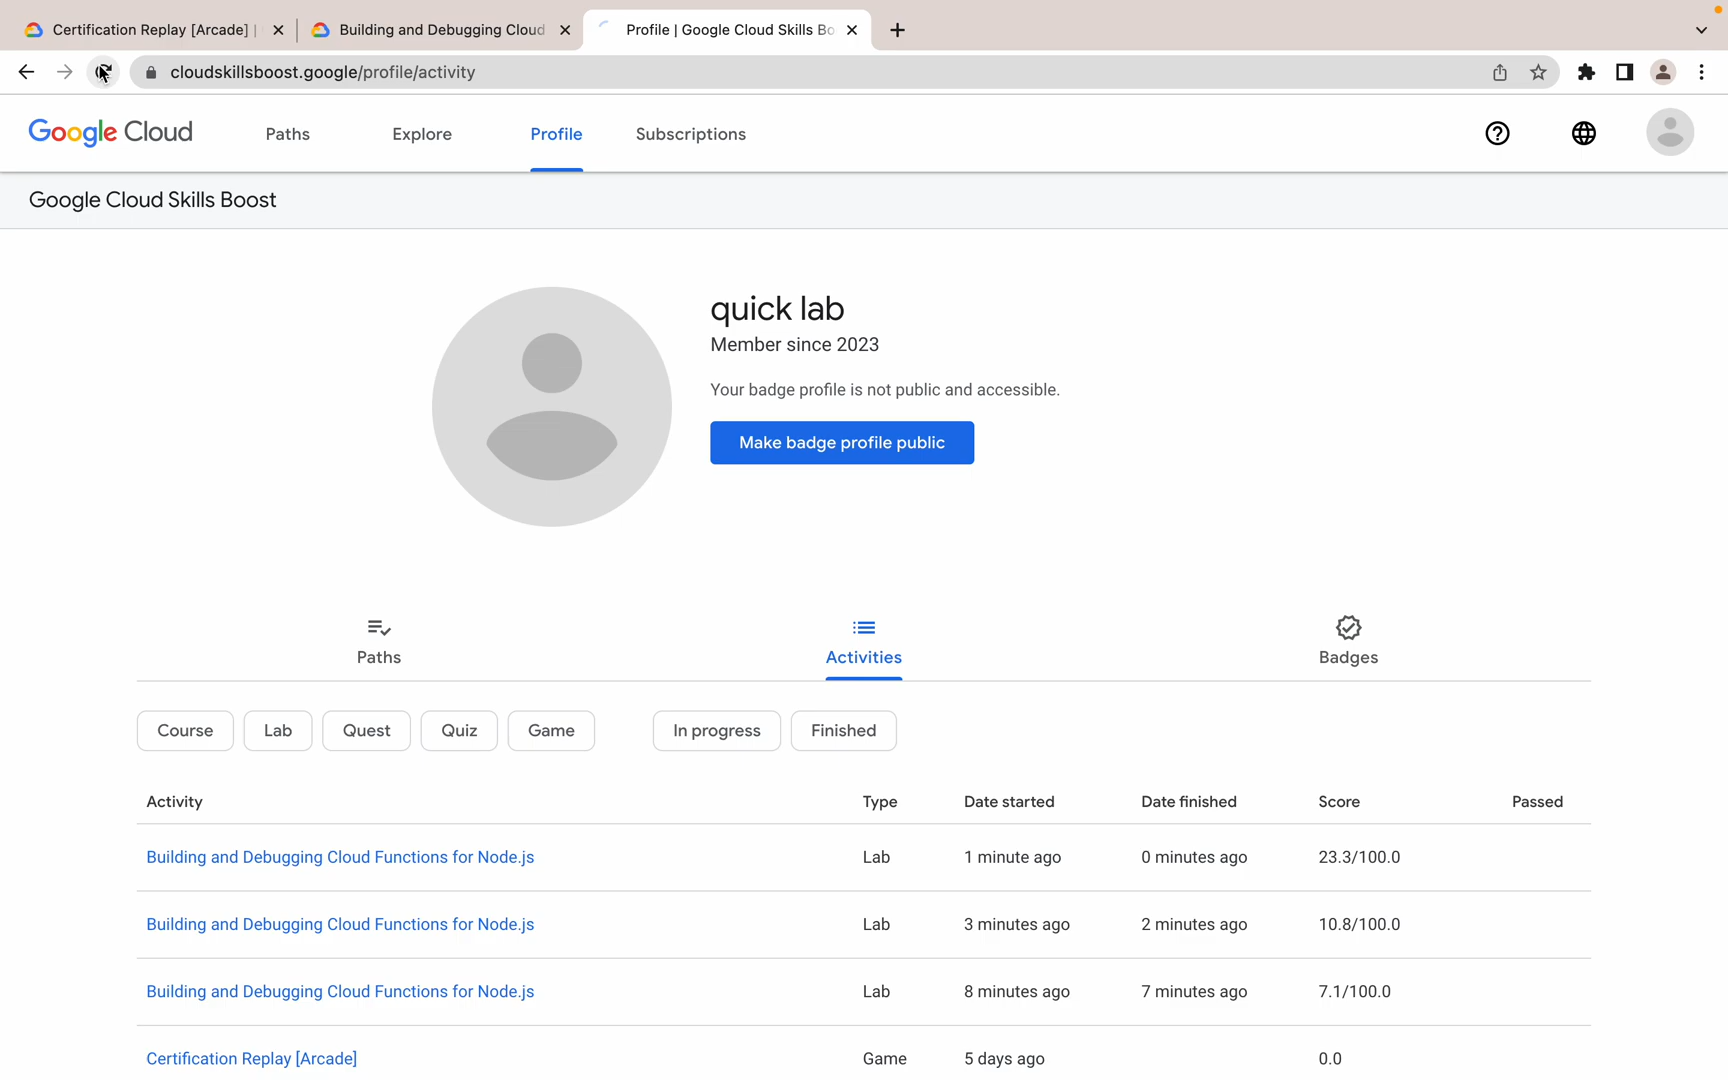 Certification Replay [Arcade] |
Building and Debugging Cloud
Profile | Google Cloud Skills Bo
cloudskillsboost.google/profile/activity
Google Cloud
Paths
Explore
Profile
Subscriptions
Google Cloud Skills Boost
quick lab
Member since 2023
Your badge profile is not public and accessible.
Make badge profile public
Paths
Activities
Badges
Course
Lab
Quest
Quiz
Game
In progress
Finished
Activity Type Date started Date finished Score Passed
Building and Debugging Cloud Functions for Node.js Lab 1 minute ago 0 minutes ago 23.3/100.0
Building and Debugging Cloud Functions for Node.js Lab 3 minutes ago 2 minutes ago 10.8/100.0
Building and Debugging Cloud Functions for Node.js Lab 8 minutes ago 7 minutes ago 7.1/100.0
Certification Replay [Arcade] Game 5 days ago 0.0